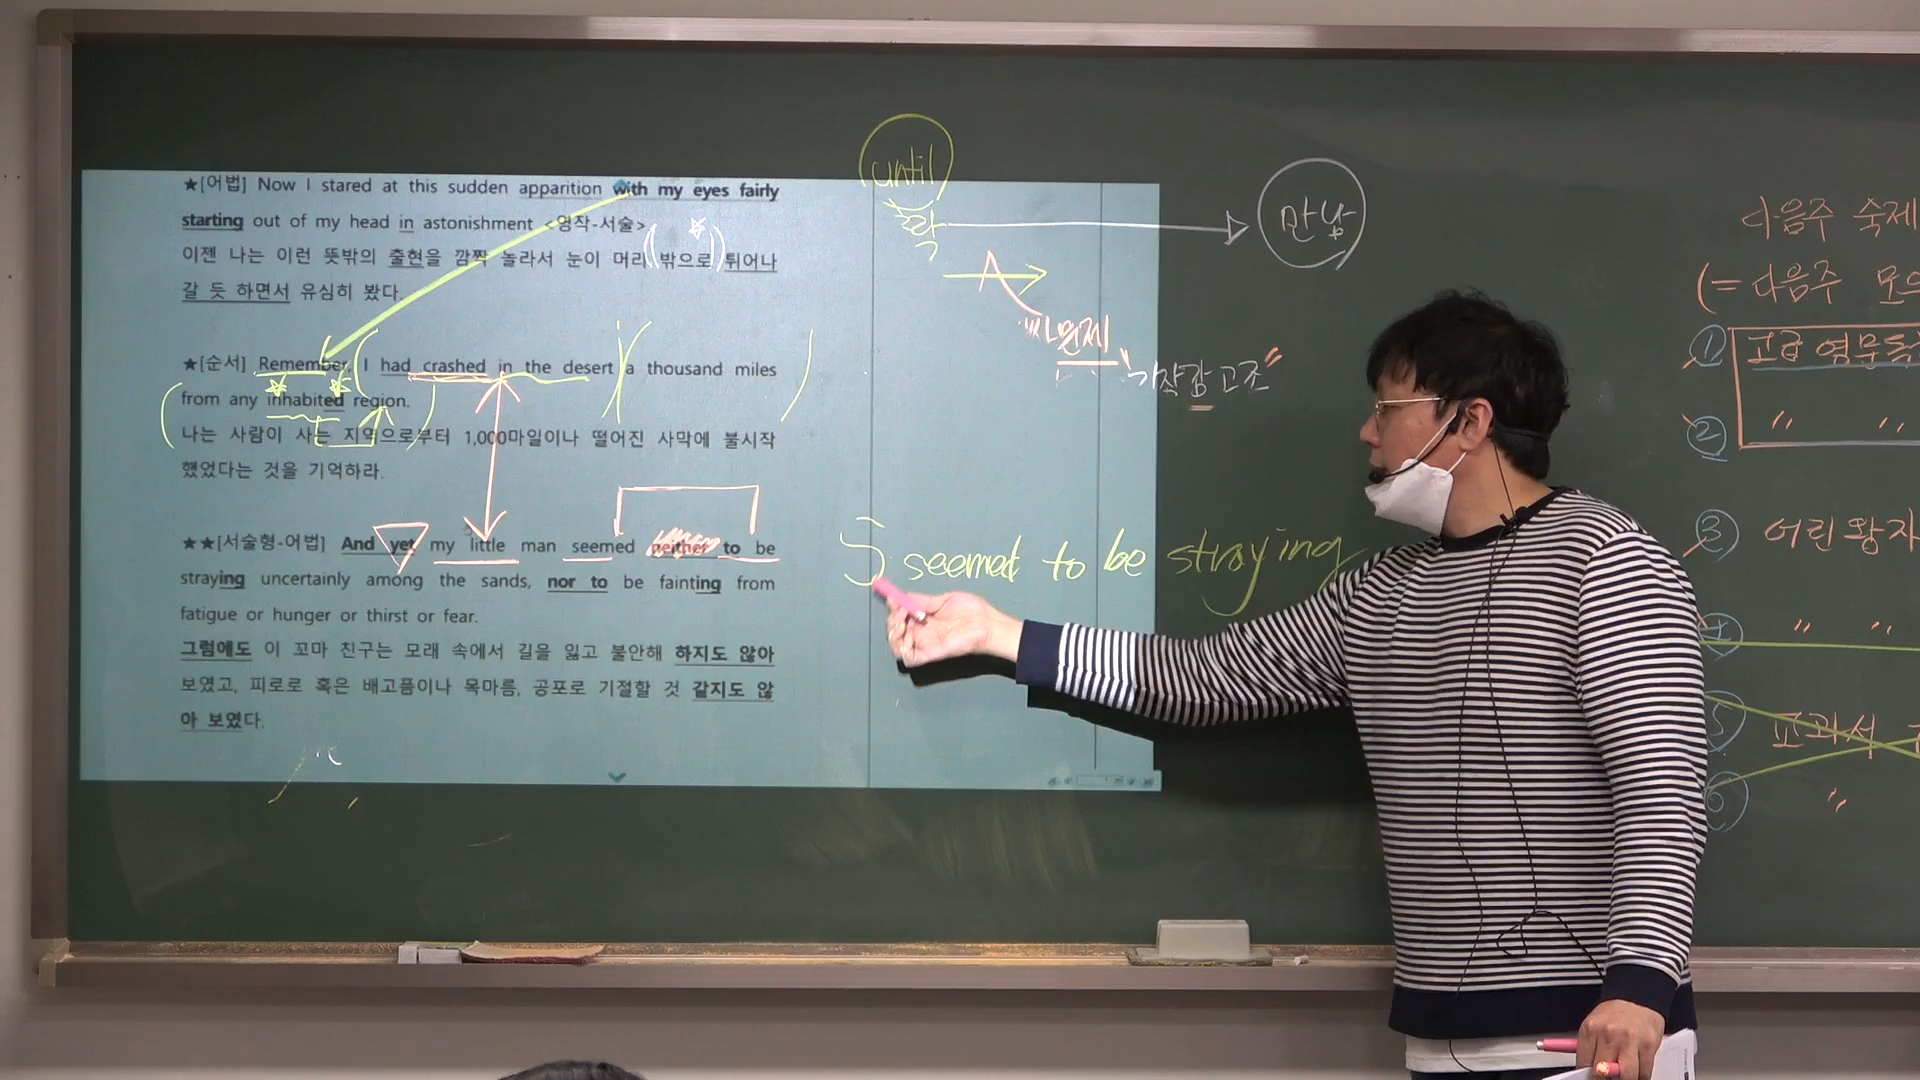 ★[어법] Now I stared at this sudden apparition with my eyes fairly
starting out of my head in astonishment <영작-서술>
이젠 나는 이런 뜻밖의 출현을 깜짝 놀라서 눈이 머리 밖으로 튀어나
갈 듯 하면서 유심히 봤다.
★[순서] Remember, I had crashed in the desert a thousand miles
from any inhabited region.
나는 사람이 사는 지역으로부터 1,000마일이나 떨어진 사막에 불시작
했었다는 것을 기억하라.
★★[서술형-어법] And yet my little man seemed neither to be
straying uncertainly among the sands, nor to be fainting from
fatigue or hunger or thirst or fear.
그럼에도 이 꼬마 친구는 모래 속에서 길을 잃고 불안해 하지도 않아
보였고, 피로로 혹은 배고픔이나 목마름, 공포로 기절할 것 같지도 않
아 보였다.
until
만남
"긴장감 고조"
seemed to be straying
다음주 숙제
(= 다음주 모의
① 고급 영문독
② " "
③ 어린왕자
④ " "
⑤ 교과서
⑥ "